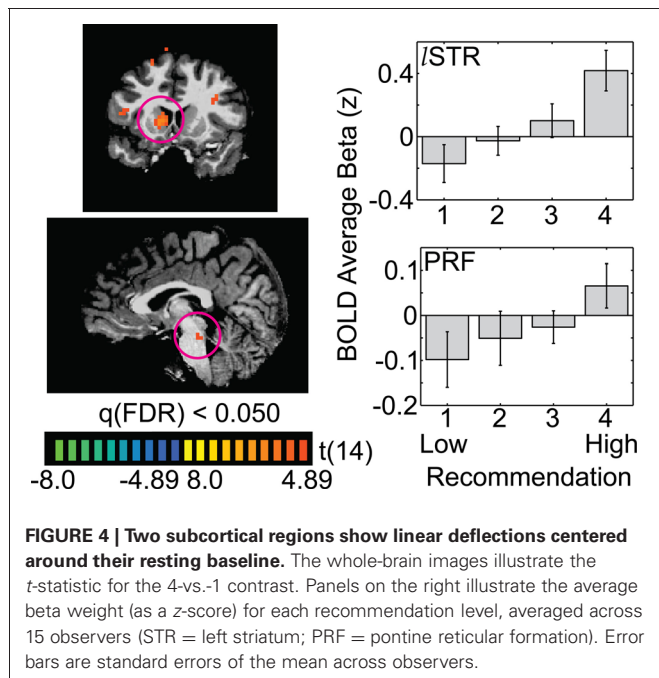 lSTR
0.4
0
-0.4
1 2 3 4
PRF
0.1
0
-0.1
-0.2
1 2 3 4
Low High
Recommendation
BOLD Average Beta (z)
q(FDR) < 0.050
t(14)
-8.0 -4.89 8.0 4.89
FIGURE 4 | Two subcortical regions show linear deflections centered
around their resting baseline. The whole-brain images illustrate the
t-statistic for the 4-vs.-1 contrast. Panels on the right illustrate the average
beta weight (as a z-score) for each recommendation level, averaged across
15 observers (STR = left striatum; PRF = pontine reticular formation). Error
bars are standard errors of the mean across observers.